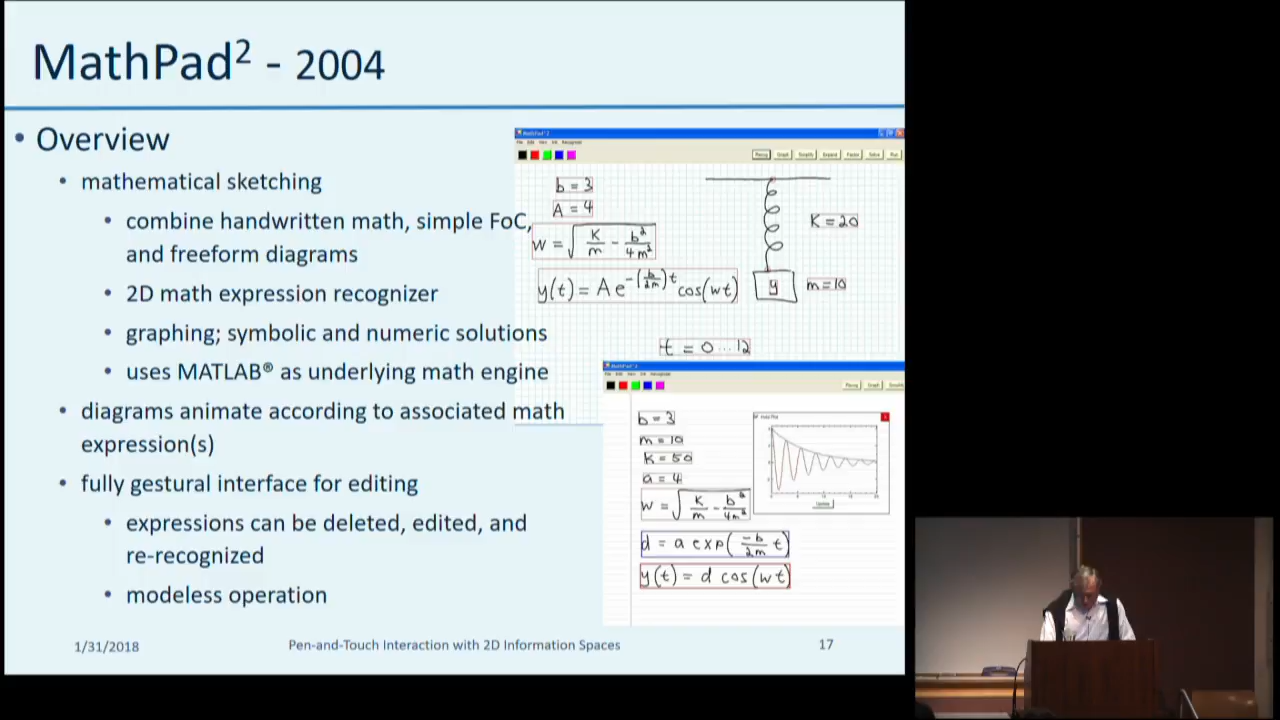 MathPad² - 2004
• Overview
• mathematical sketching
• combine handwritten math, simple FoC,
and freeform diagrams
• 2D math expression recognizer
• graphing; symbolic and numeric solutions
• uses MATLAB® as underlying math engine
• diagrams animate according to associated math
expression(s)
• fully gestural interface for editing
• expressions can be deleted, edited, and
re-recognized
• modeless operation
b = 3
A = 4
w = √(K/m - b²/4m²)
y(t) = A e^-(b/2m)t cos(wt)
K = 20
y
m = 10
t = 0...12
b = 3
m = 10
k = 50
a = 4
w = √(K/m - b²/4m²)
d = a exp(-b/2m t)
y(t) = d cos(wt)
1/31/2018
Pen-and-Touch Interaction with 2D Information Spaces
17